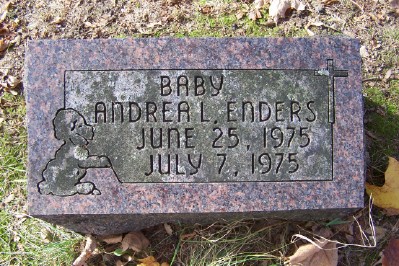 BABY
ANDREA L. ENDERS
JUNE 25, 1975
JULY 7, 1975